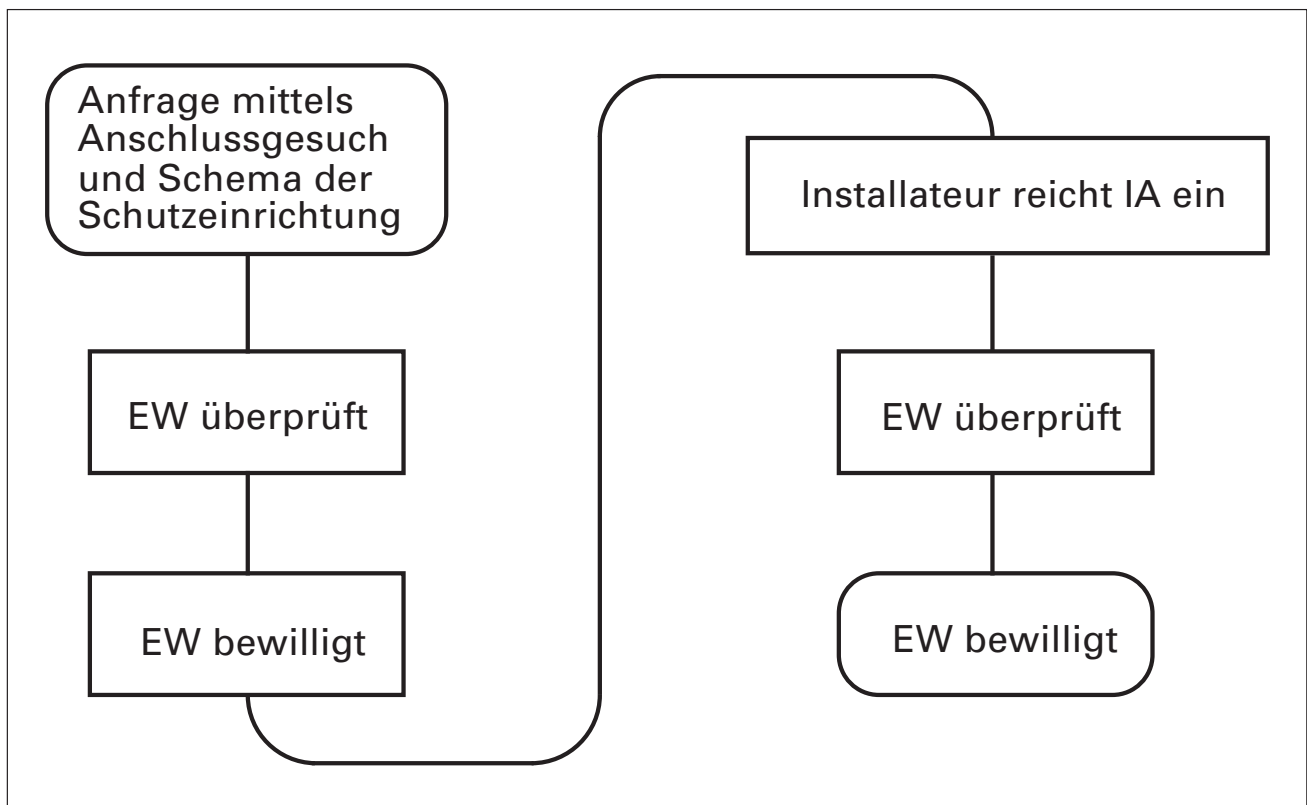 Anfrage mittels
Anschlussgesuch
und Schema der
Schutzeinrichtung
EW überprüft
EW bewilligt
Installateur reicht IA ein
EW überprüft
EW bewilligt